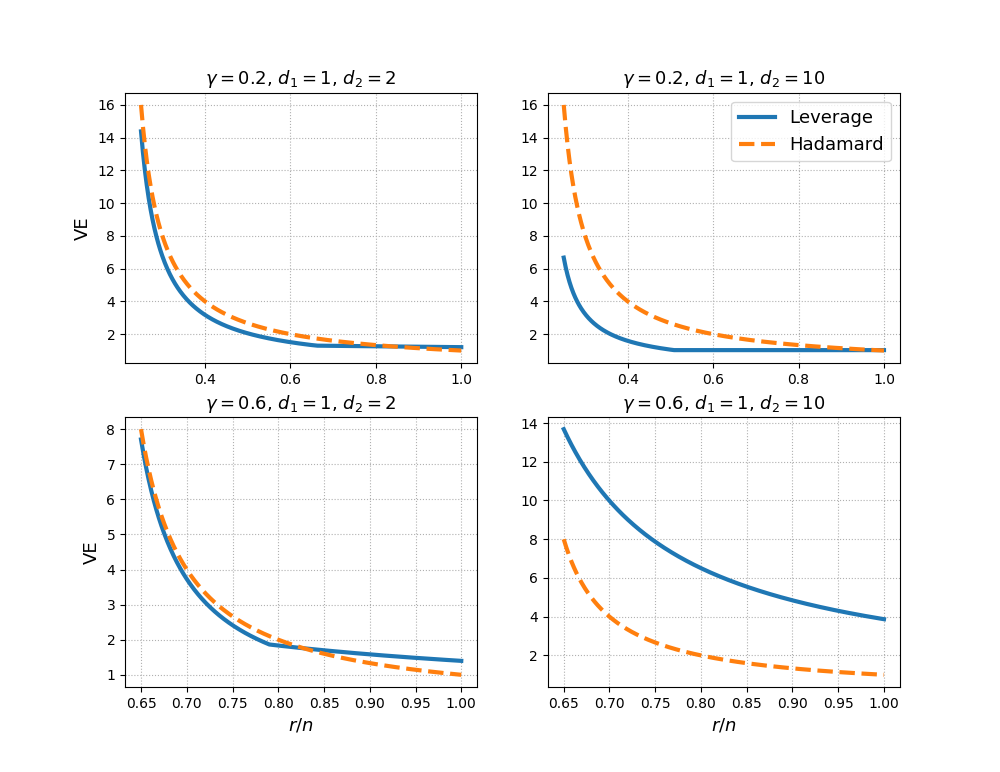 γ = 0.2, d₁ = 1, d₂ = 2
16
14
12
10
8
6
4
2
VE
0.4 0.6 0.8 1.0
γ = 0.2, d₁ = 1, d₂ = 10
16
14
12
10
8
6
4
2
Leverage
Hadamard
0.4 0.6 0.8 1.0
γ = 0.6, d₁ = 1, d₂ = 2
8
7
6
5
4
3
2
1
VE
0.65 0.70 0.75 0.80 0.85 0.90 0.95 1.00
r/n
γ = 0.6, d₁ = 1, d₂ = 10
14
12
10
8
6
4
2
0.65 0.70 0.75 0.80 0.85 0.90 0.95 1.00
r/n